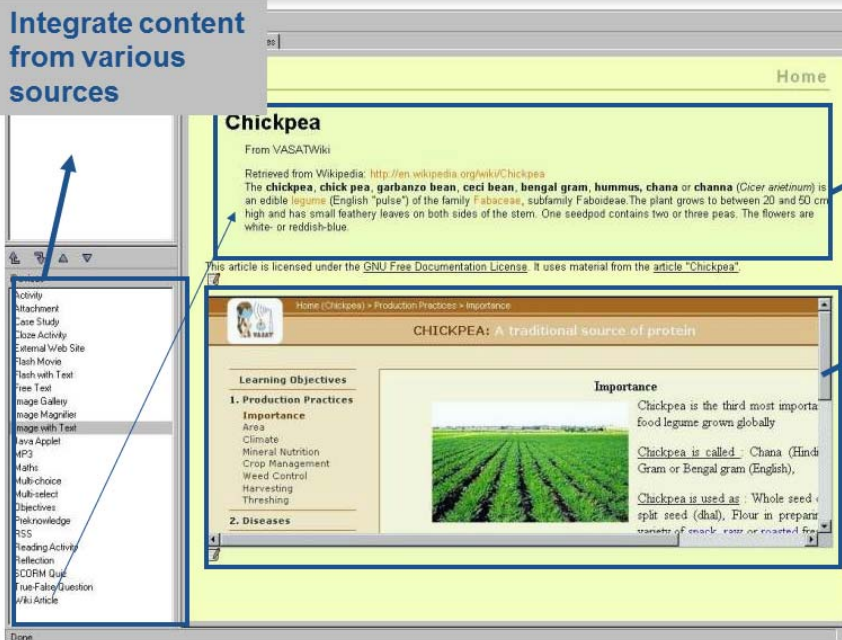 Integrate content
from various
sources
Home
Chickpea
From VASATWiki
Retrieved from Wikipedia: http://en.wikipedia.org/wiki/Chickpea
The chickpea, chick pea, garbanzo bean, ceci bean, bengal gram, hummus, chana or channa (Cicer arietinum) is
an edible legume (English "pulse") of the family Fabaceae, subfamily Faboideae.The plant grows to between 20 and 50 cm
high and has small feathery leaves on both sides of the stem. One seedpod contains two or three peas. The flowers are
white- or reddish-blue.
This article is licensed under the GNU Free Documentation License. It uses material from the article "Chickpea".
Activity
Attachment
Case Study
Cloze Activity
External Web Site
Flash Movie
Flash with Text
Free Text
Image Gallery
Image Magnifier
Image with Text
Java Applet
MP3
Maths
Multi-choice
Multi-select
Objectives
Preknowledge
RSS
Reading Activity
Reflection
SCORM Quiz
True-False Question
Wiki Article
Home (Chickpea) > Production Practices > Importance
VASAT
CHICKPEA: A traditional source of protein
Learning Objectives
1. Production Practices
Importance
Area
Climate
Mineral Nutrition
Crop Management
Weed Control
Harvesting
Threshing
2. Diseases
Importance
Chickpea is the third most importa
food legume grown globally
Chickpea is called : Chana (Hindi
Gram or Bengal gram (English),
Chickpea is used as : Whole seed
split seed (dhal), Flour in preparin
variety of snack, raw or roasted fre
Done